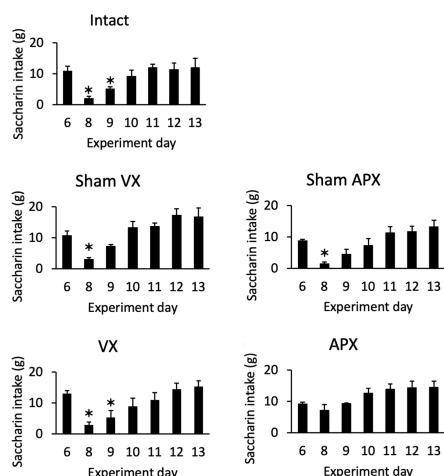 Intact
Saccharin intake (g)
20
10
0
*
*
6 8 9 10 11 12 13
Experiment day
Sham VX
Saccharin intake (g)
20
10
0
*
6 8 9 10 11 12 13
Experiment day
Sham APX
Saccharin intake (g)
20
10
0
*
6 8 9 10 11 12 13
Experiment day
VX
Saccharin intake (g)
20
10
0
*
*
6 8 9 10 11 12 13
Experiment day
APX
Saccharin intake (g)
20
10
0
6 8 9 10 11 12 13
Experiment day